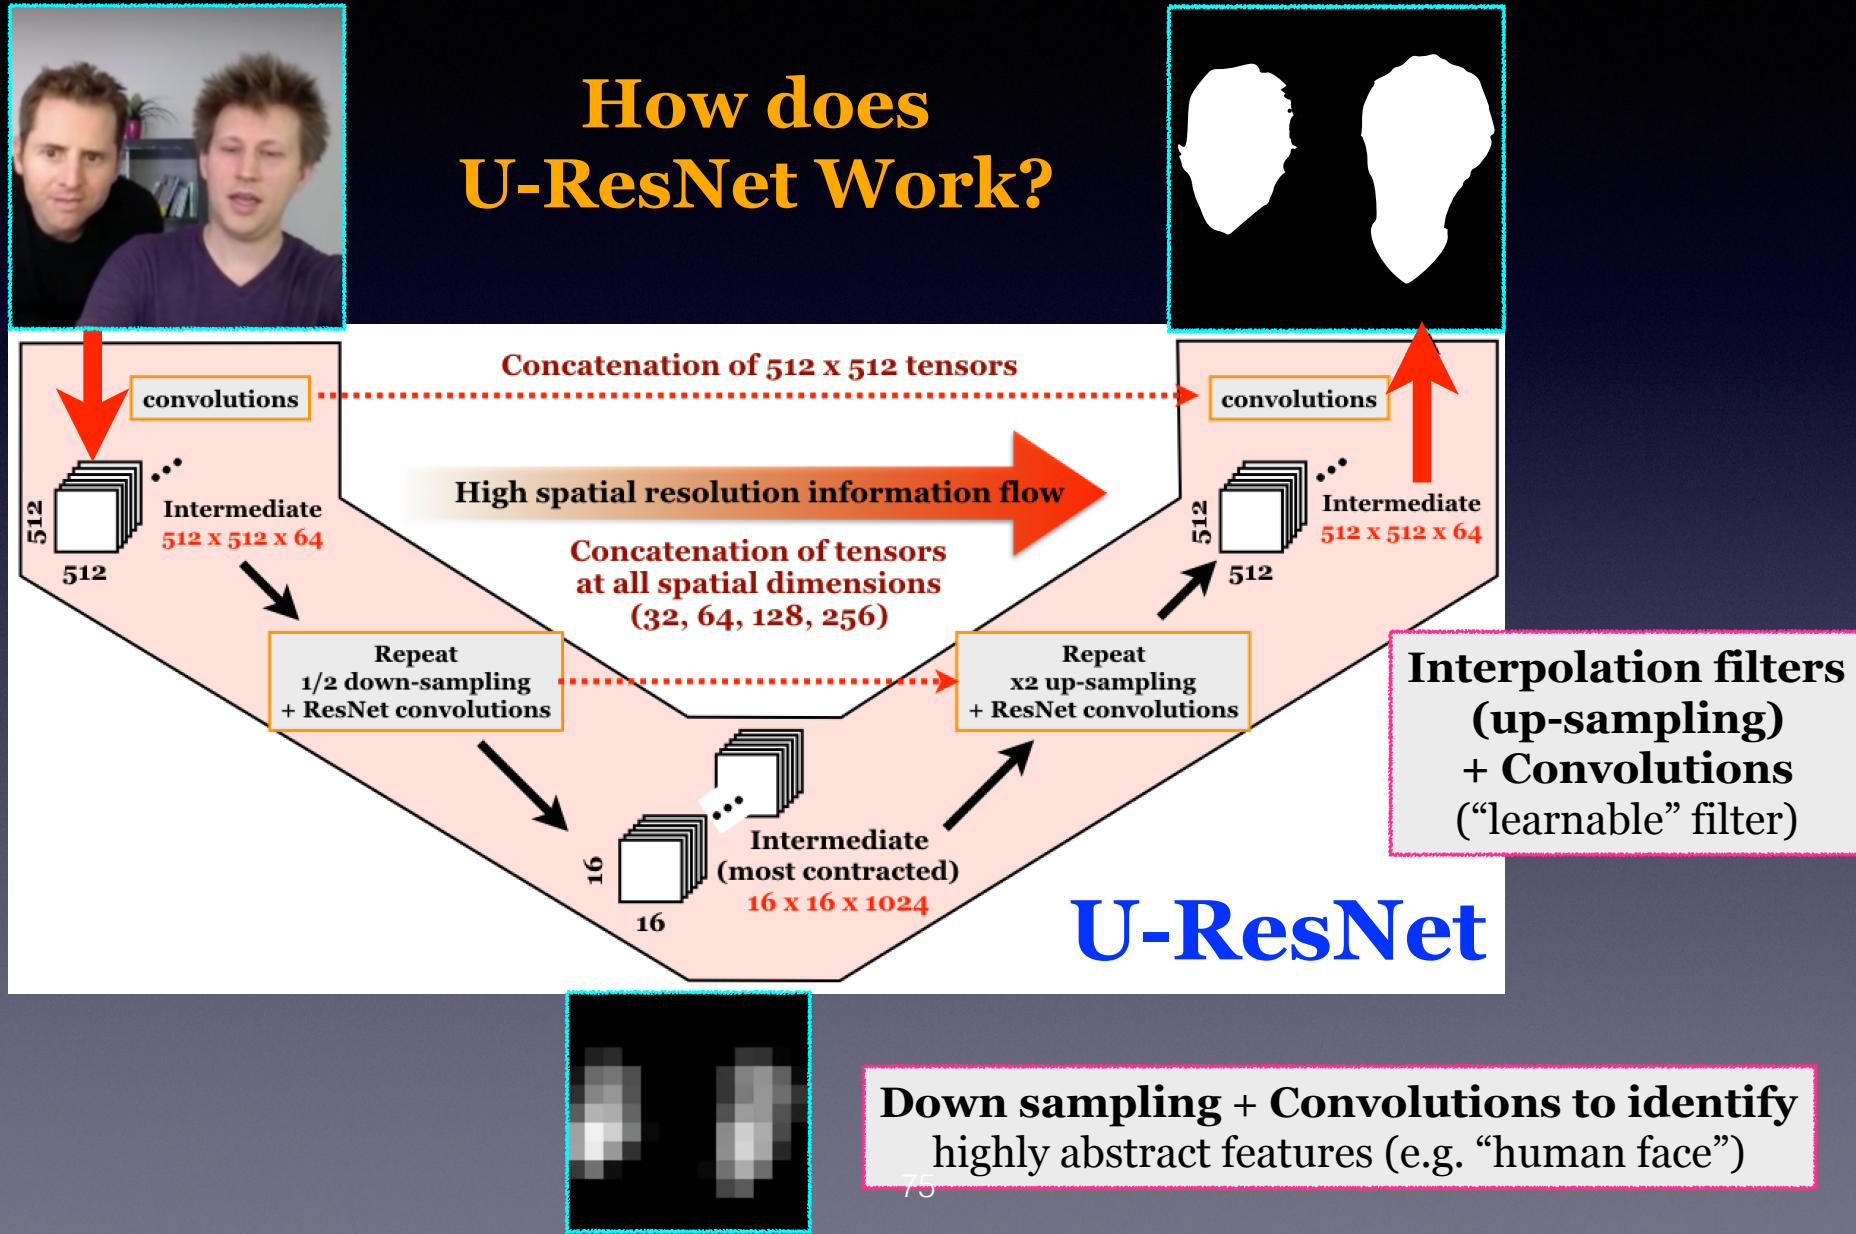 How does
U-ResNet Work?
Concatenation of 512 x 512 tensors
convolutions
convolutions
High spatial resolution information flow
512
Intermediate
512 x 512 x 64
512
Concatenation of tensors
at all spatial dimensions
(32, 64, 128, 256)
512
Intermediate
512 x 512 x 64
512
Repeat
1/2 down-sampling
+ ResNet convolutions
Repeat
x2 up-sampling
+ ResNet convolutions
Interpolation filters
(up-sampling)
+ Convolutions
(“learnable” filter)
16
16
Intermediate
(most contracted)
16 x 16 x 1024
U-ResNet
Down sampling + Convolutions to identify
highly abstract features (e.g. “human face”)
75